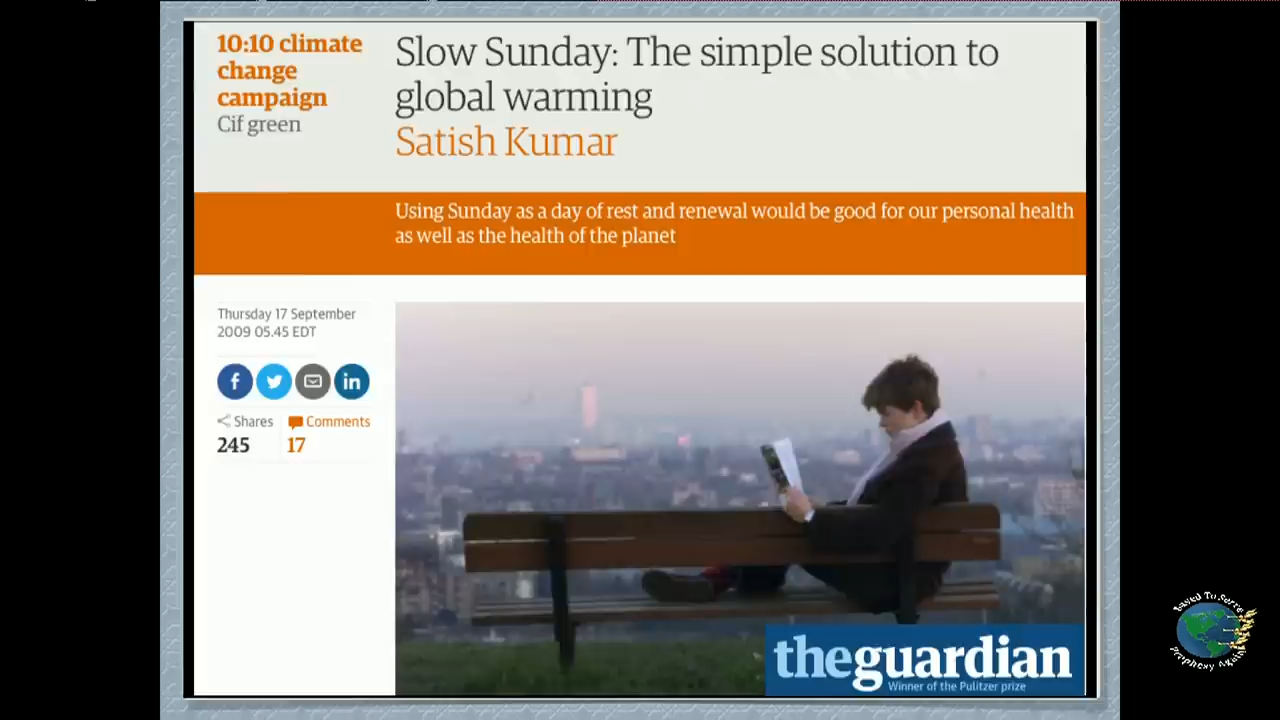 10:10 climate
change
campaign
Cif green
Slow Sunday: The simple solution to
global warming
Satish Kumar
Using Sunday as a day of rest and renewal would be good for our personal health
as well as the health of the planet
Thursday 17 September
2009 05.45 EDT
f
in
Shares
245
Comments
17
theguardian
Winner of the Pulitzer prize
Prophesy Again